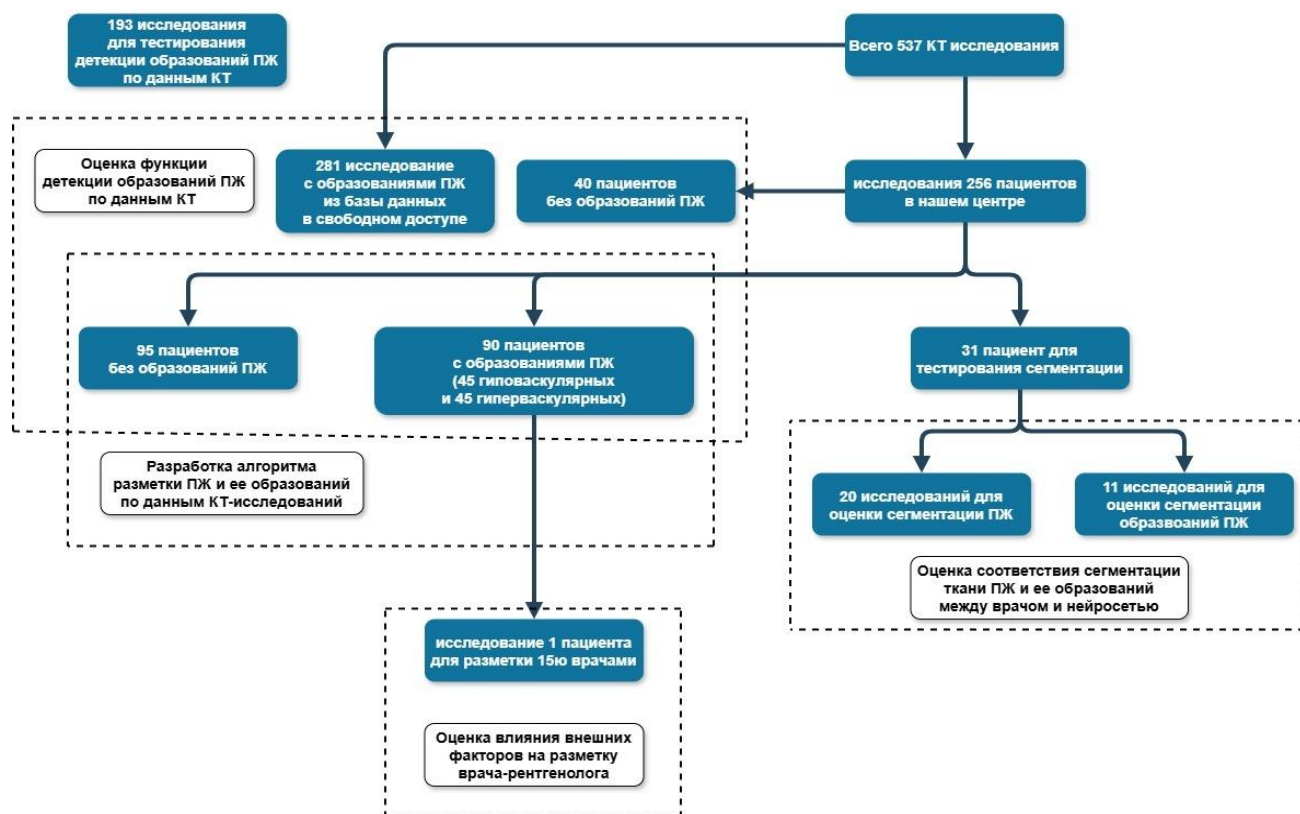 193 исследования
для тестирования
детекции образований ПЖ
по данным КТ
Всего 537 КТ исследования
Оценка функции
детекции образований ПЖ
по данным КТ
281 исследование
с образованиями ПЖ
из базы данных
в свободном доступе
40 пациентов
без образований ПЖ
исследования 256 пациентов
в нашем центре
95 пациентов
без образований ПЖ
90 пациентов
с образованиями ПЖ
(45 гиповаскулярных
и 45 гиперваскулярных)
31 пациент для
тестирования сегментации
Разработка алгоритма
разметки ПЖ и ее образований
по данным КТ-исследований
20 исследований для
оценки сегментации ПЖ
11 исследований для
оценки сегментации
образвоаний ПЖ
Оценка соответствия сегментации
ткани ПЖ и ее образований
между врачом и нейросетью
исследование 1 пациента
для разметки 15ю врачами
Оценка влияния внешних
факторов на разметку
врача-рентгенолога